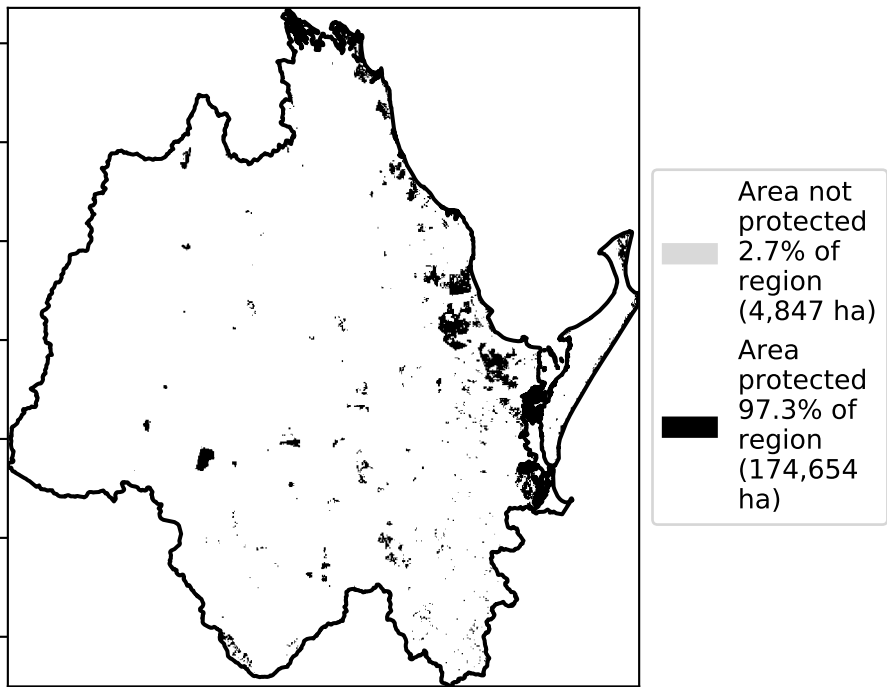 Area not
protected
2.7% of
region
(4,847 ha)
Area
protected
97.3% of
region
(174,654
ha)